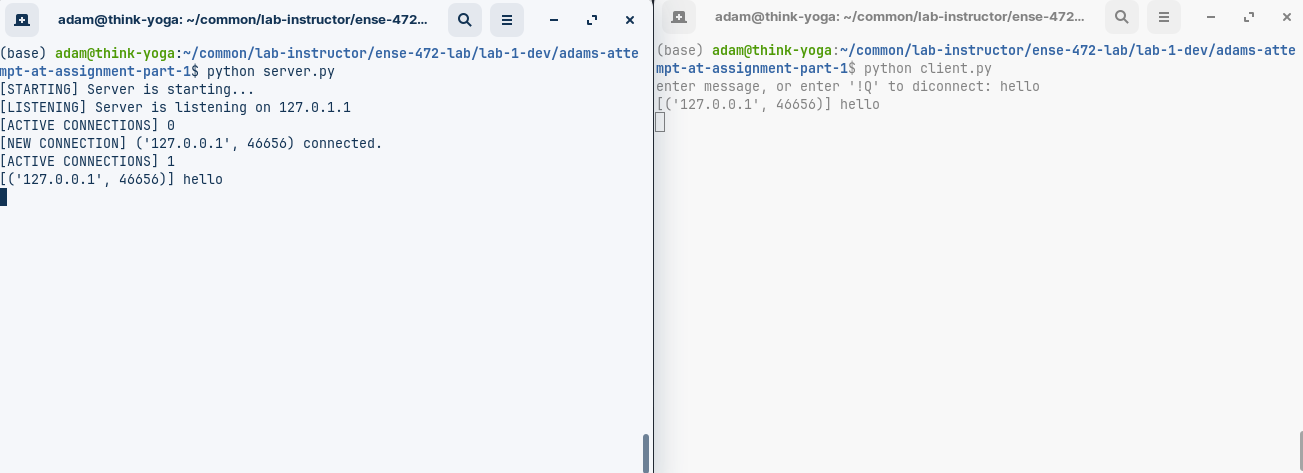 adam@think-yoga: ~/common/lab-instructor/ense-472...
(base) adam@think-yoga:~/common/lab-instructor/ense-472-lab/lab-1-dev/adams-atte
mpt-at-assignment-part-1$ python server.py
[STARTING] Server is starting...
[LISTENING] Server is listening on 127.0.1.1
[ACTIVE CONNECTIONS] 0
[NEW CONNECTION] ('127.0.0.1', 46656) connected.
[ACTIVE CONNECTIONS] 1
[('127.0.0.1', 46656)] hello
adam@think-yoga: ~/common/lab-instructor/ense-472...
(base) adam@think-yoga:~/common/lab-instructor/ense-472-lab/lab-1-dev/adams-atte
mpt-at-assignment-part-1$ python client.py
enter message, or enter '!Q' to diconnect: hello
[('127.0.0.1', 46656)] hello